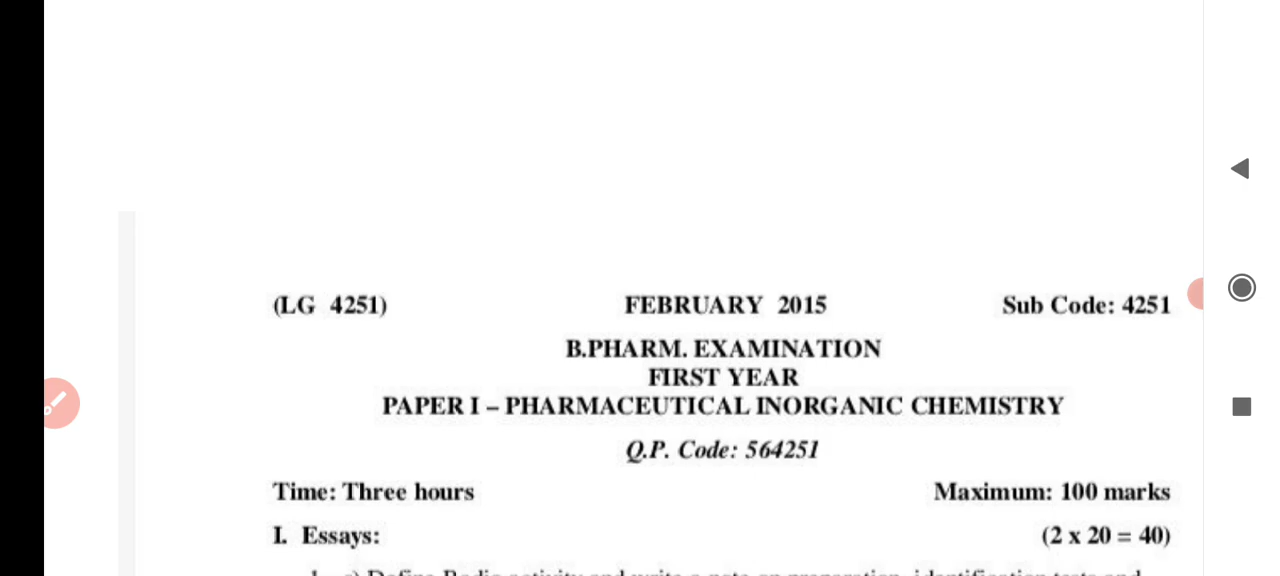 (LG 4251) FEBRUARY 2015 Sub Code: 4251
B.PHARM. EXAMINATION
FIRST YEAR
PAPER I – PHARMACEUTICAL INORGANIC CHEMISTRY
Q.P. Code: 564251
Time: Three hours Maximum: 100 marks
I. Essays: (2 x 20 = 40)